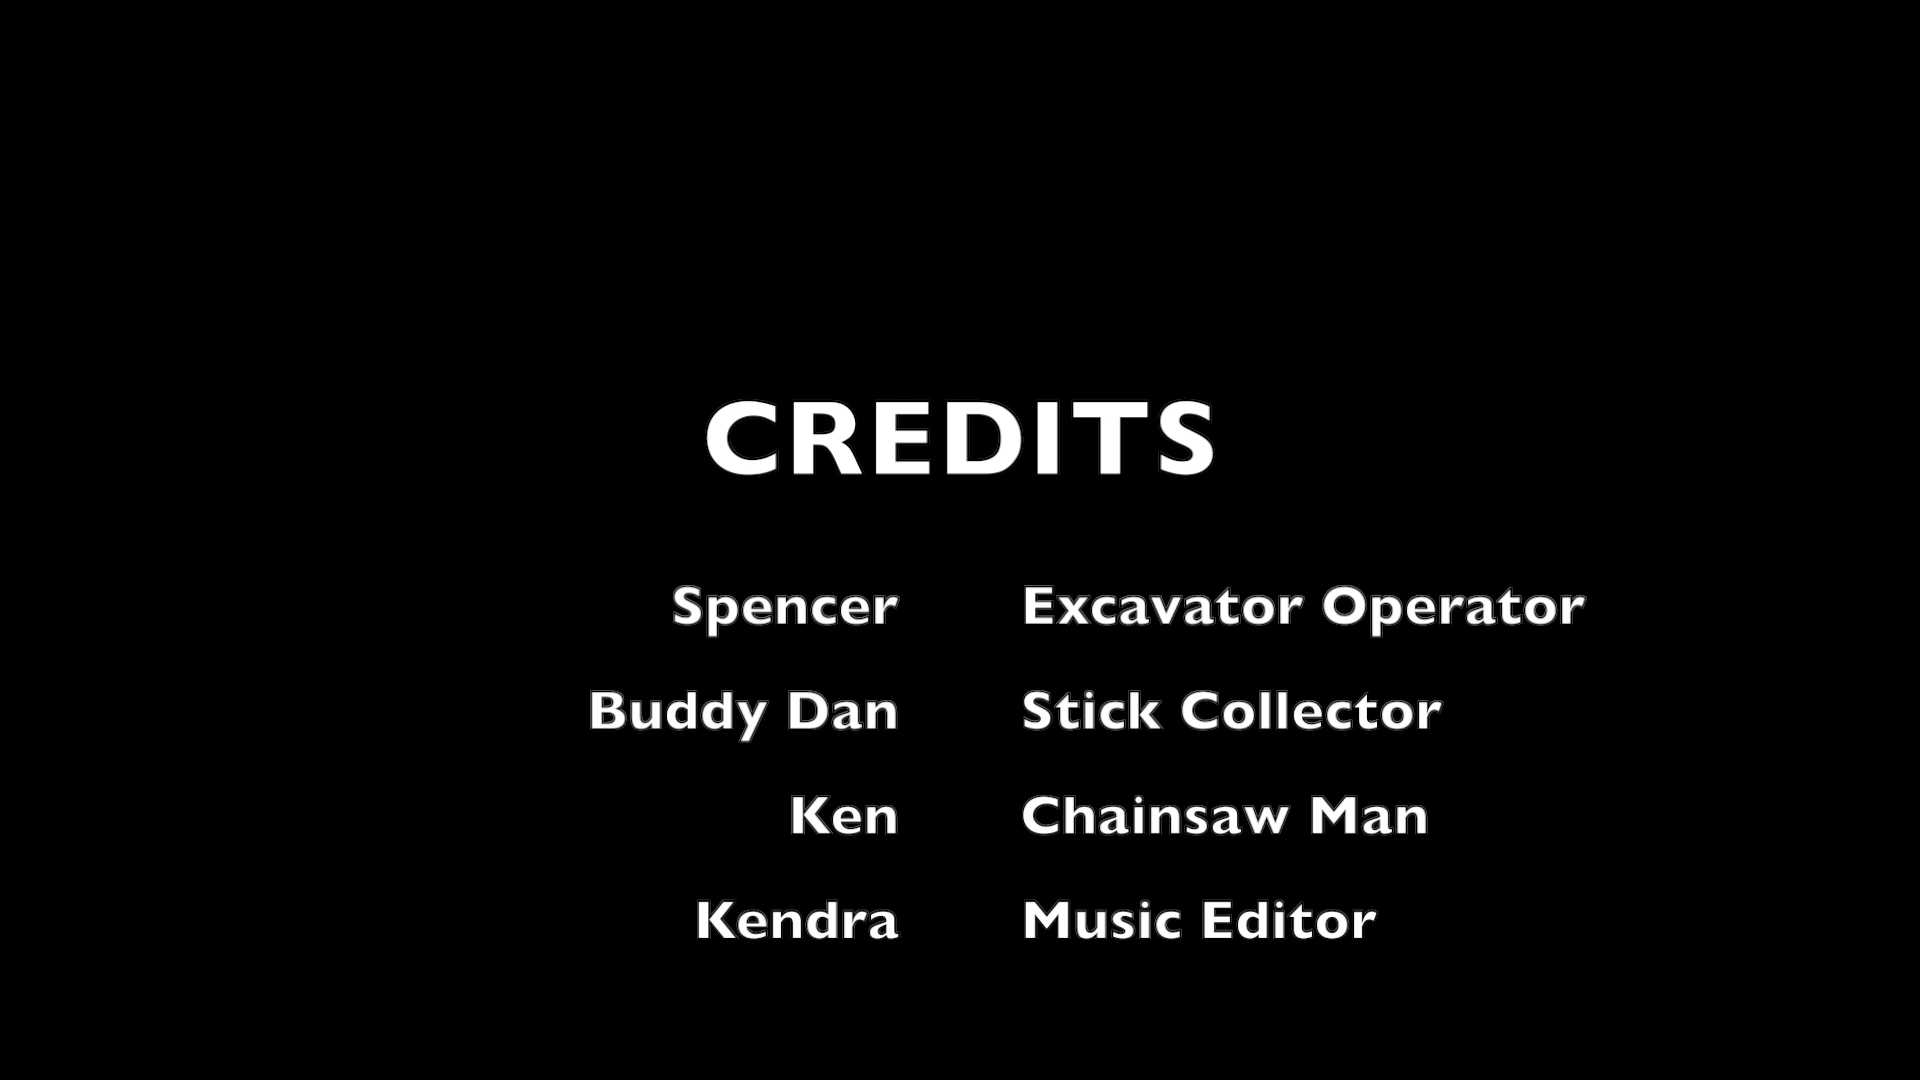 CREDITS
Spencer Excavator Operator
Buddy Dan Stick Collector
Ken Chainsaw Man
Kendra Music Editor